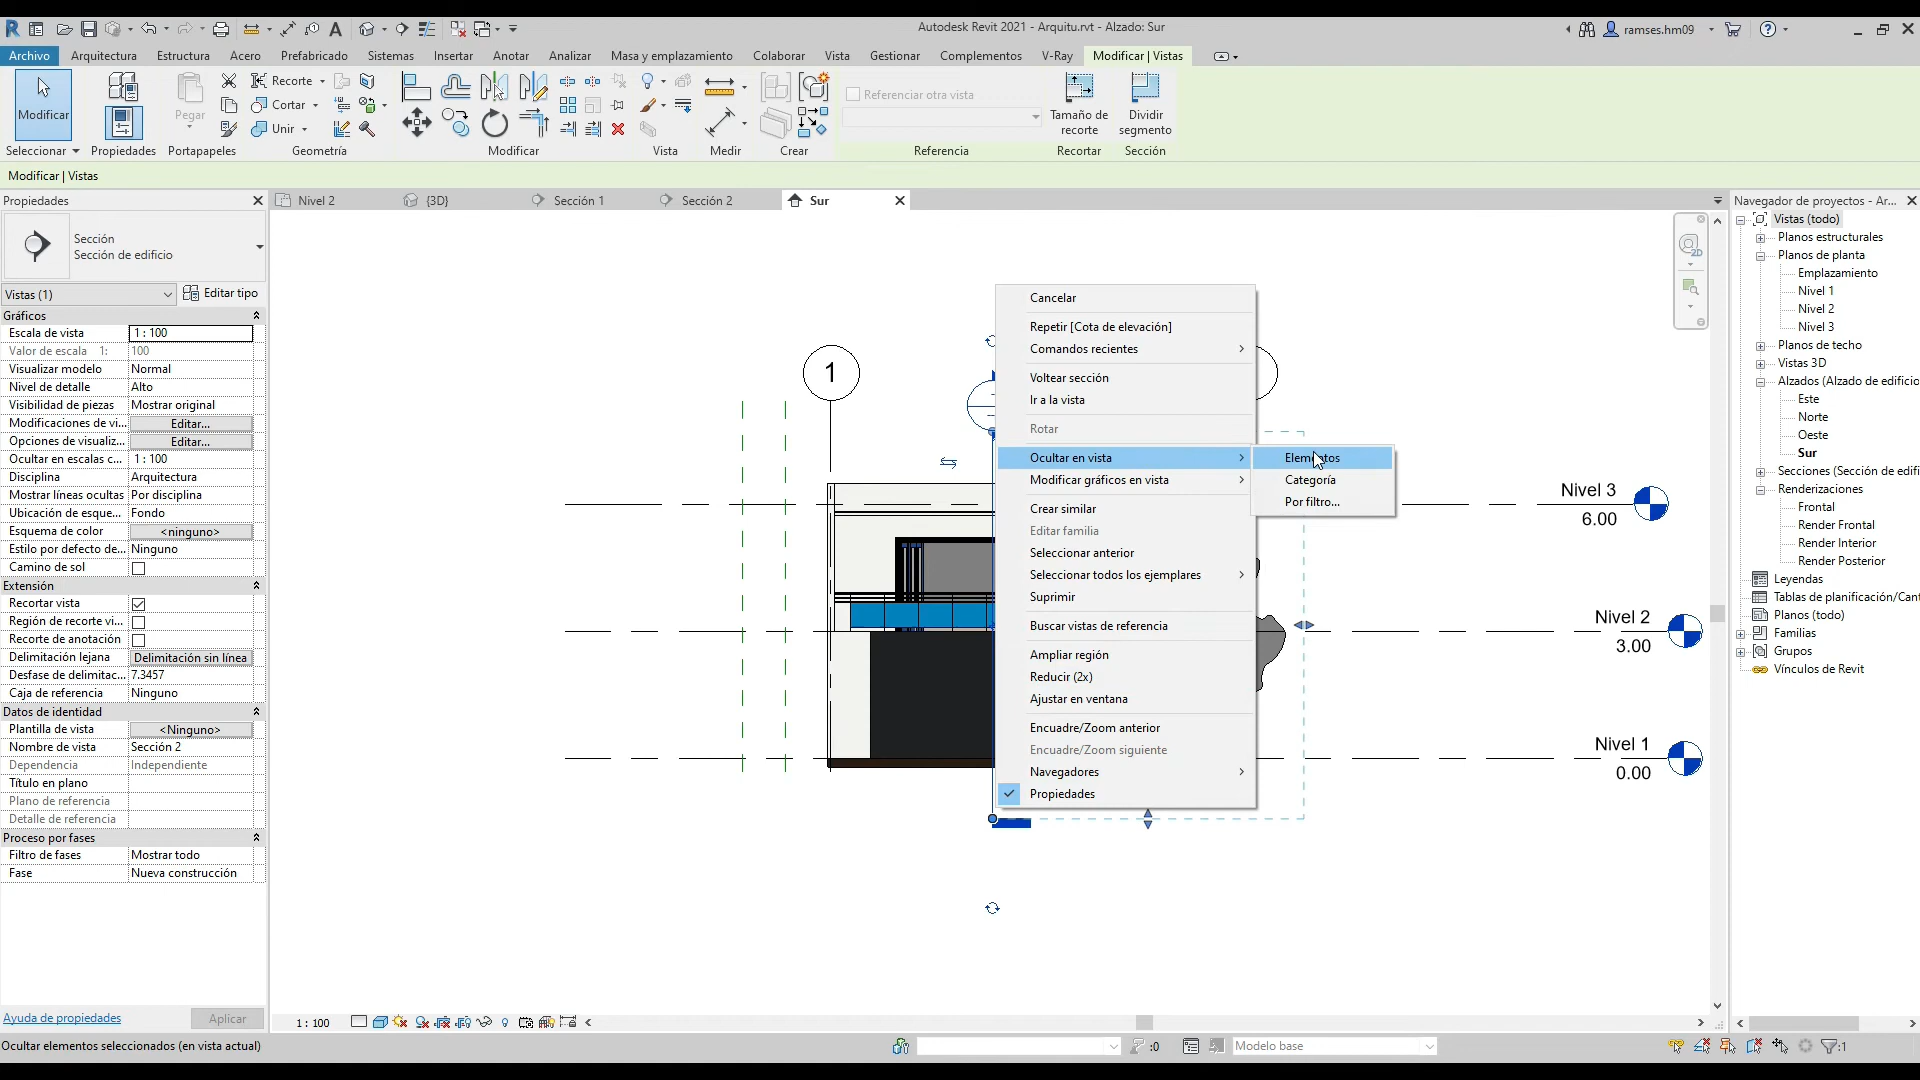 Autodesk Revit 2021 - Arquitu.rvt - Alzado: Sur
ramses.hm09
Archivo Arquitectura Estructura Acero Prefabricado Sistemas Insertar Anotar Analizar Masa y emplazamiento Colaborar Vista Gestionar Complementos V-Ray Modificar | Vistas
Modificar
Pegar
Recorte
Cortar
Unir
Referenciar otra vista
Tamaño de recorte
Dividir segmento
Seleccionar Propiedades Portapapeles Geometría Modificar Vista Medir Crear Referencia Recortar Sección
Modificar | Vistas
Propiedades
Sección
Sección de edificio
Vistas (1) Editar tipo
Gráficos
Escala de vista 1 : 100
Valor de escala 1: 100
Visualizar modelo Normal
Nivel de detalle Alto
Visibilidad de piezas Mostrar original
Modificaciones de vi... Editar...
Opciones de visualiz... Editar...
Ocultar en escalas c... 1 : 100
Disciplina Arquitectura
Mostrar líneas ocultas Por disciplina
Ubicación de esque... Fondo
Esquema de color <ninguno>
Estilo por defecto de... Ninguno
Camino de sol
Extensión
Recortar vista
Región de recorte vi...
Recorte de anotación
Delimitación lejana Delimitación sin línea
Desfase de delimitac... 7.3457
Caja de referencia Ninguno
Datos de identidad
Plantilla de vista <Ninguno>
Nombre de vista Sección 2
Dependencia Independiente
Título en plano
Plano de referencia
Detalle de referencia
Proceso por fases
Filtro de fases Mostrar todo
Fase Nueva construcción
Ayuda de propiedades Aplicar
Nivel 2 {3D} Sección 1 Sección 2 Sur
1
Cancelar
Repetir [Cota de elevación]
Comandos recientes
Voltear sección
Ir a la vista
Rotar
Ocultar en vista
Modificar gráficos en vista
Crear similar
Editar familia
Seleccionar anterior
Seleccionar todos los ejemplares
Suprimir
Buscar vistas de referencia
Ampliar región
Reducir (2x)
Ajustar en ventana
Encuadre/Zoom anterior
Encuadre/Zoom siguiente
Navegadores
Propiedades
Elementos
Categoría
Por filtro...
Nivel 3
6.00
Nivel 2
3.00
Nivel 1
0.00
2D
Navegador de proyectos - Ar...
Vistas (todo)
Planos estructurales
Planos de planta
Emplazamiento
Nivel 1
Nivel 2
Nivel 3
Planos de techo
Vistas 3D
Alzados (Alzado de edificio
Este
Norte
Oeste
Sur
Secciones (Sección de edifi
Renderizaciones
Frontal
Render Frontal
Render Interior
Render Posterior
Leyendas
Tablas de planificación/Cant
Planos (todo)
Familias
Grupos
Vínculos de Revit
1 : 100
Ocultar elementos seleccionados (en vista actual)
:0
Modelo base
:1